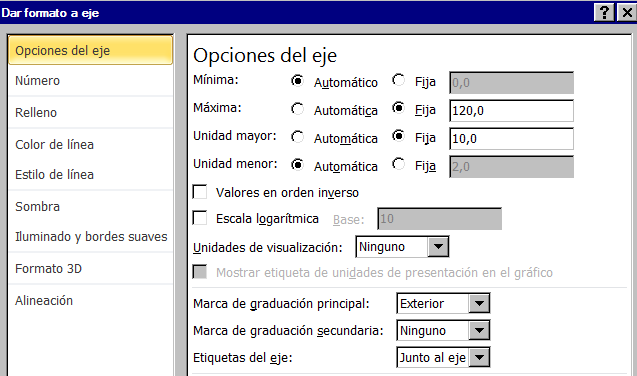 Dar formato a eje
Opciones del eje
Número
Relleno
Color de línea
Estilo de línea
Sombra
Iluminado y bordes suaves
Formato 3D
Alineación
Opciones del eje
Mínima: Automático Fija 0,0
Máxima: Automática Fija 120,0
Unidad mayor: Automática Fija 10,0
Unidad menor: Automática Fija 2,0
Valores en orden inverso
Escala logarítmica Base: 10
Unidades de visualización: Ninguno
Mostrar etiqueta de unidades de presentación en el gráfico
Marca de graduación principal: Exterior
Marca de graduación secundaria: Ninguno
Etiquetas del eje: Junto al eje